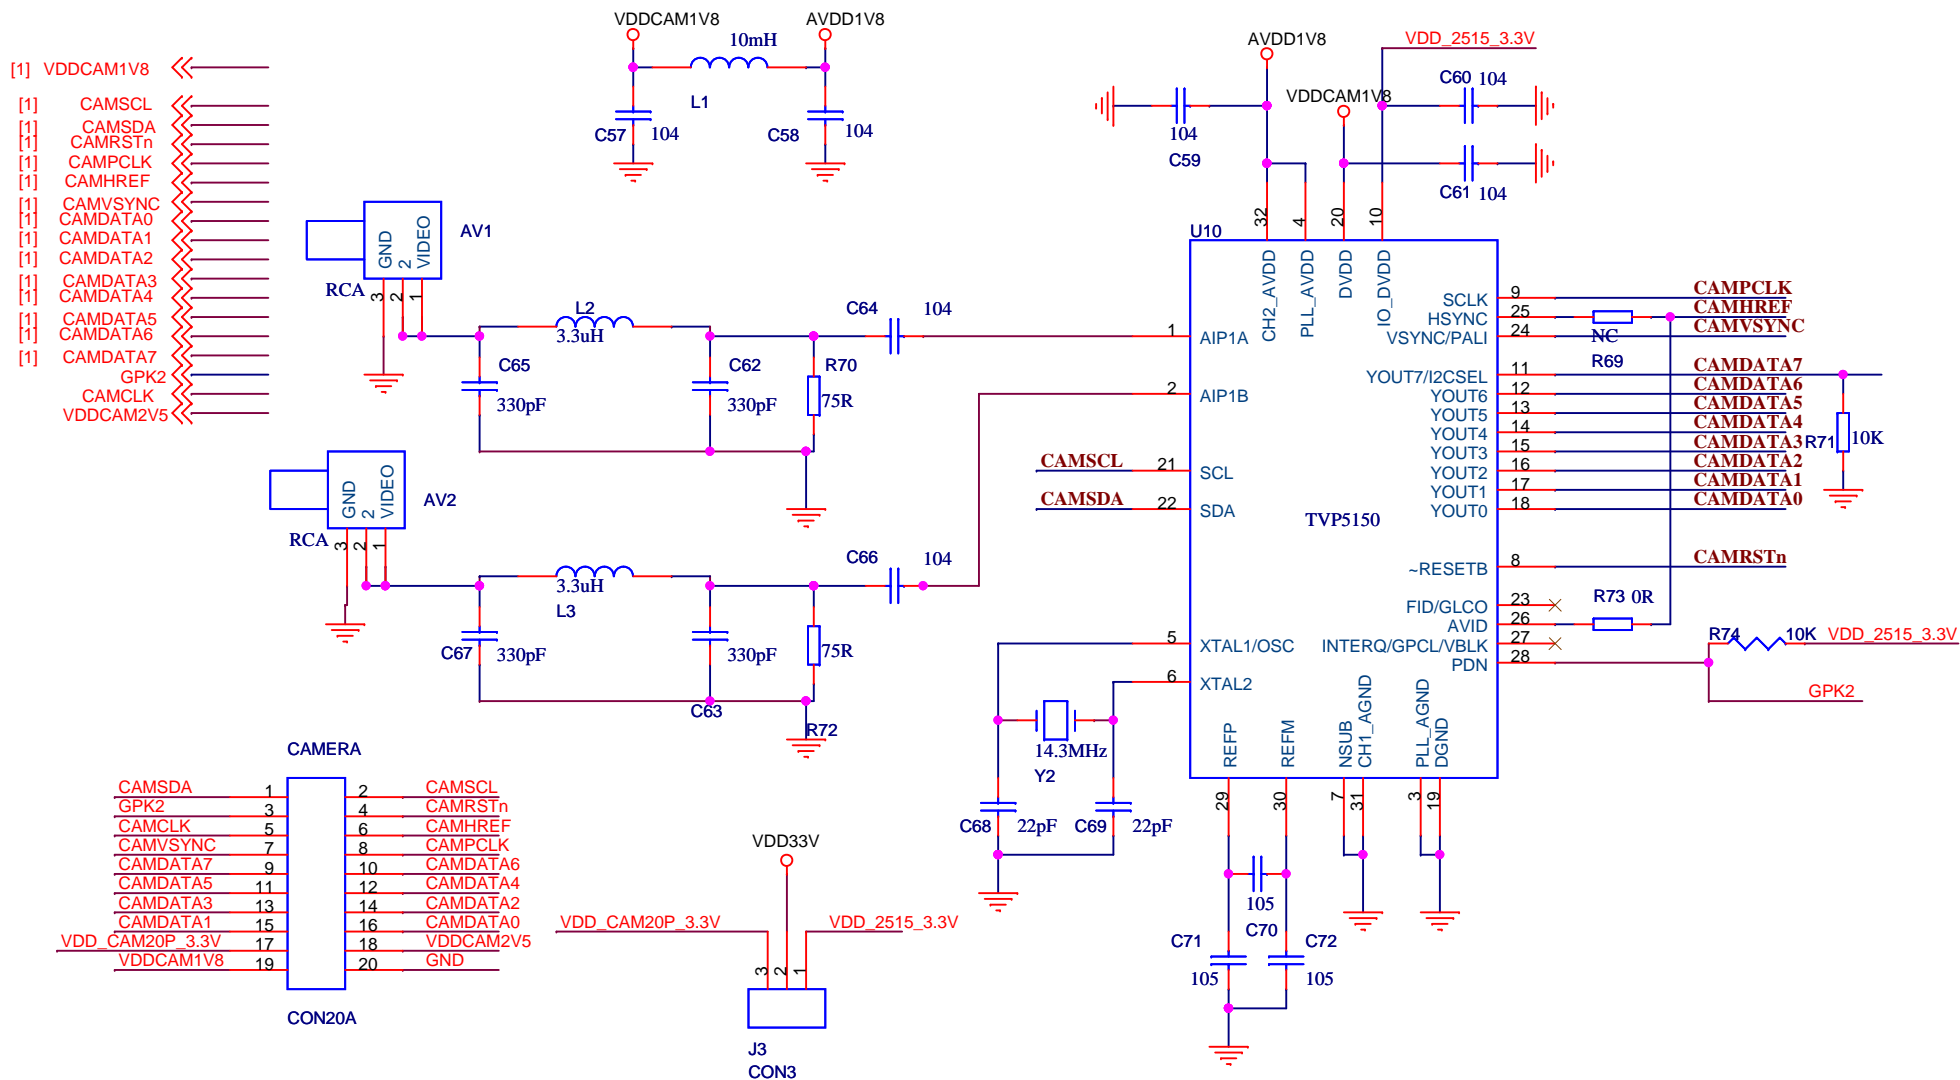 [1] VDDCAM1V8
[1] CAMSCL
[1] CAMSDA
[1] CAMRSTn
[1] CAMPCLK
[1] CAMHREF
[1] CAMVSYNC
[1] CAMDATA0
[1] CAMDATA1
[1] CAMDATA2
[1] CAMDATA3
[1] CAMDATA4
[1] CAMDATA5
[1] CAMDATA6
[1] CAMDATA7
GPK2
CAMCLK
VDDCAM2V5
VDDCAM1V8
AVDD1V8
10mH
L1
C57
104
C58
104
GND
2
VIDEO
AV1
RCA
3
2
1
L2
3.3uH
C65
330pF
C62
330pF
R70
75R
C64
104
GND
2
VIDEO
AV2
RCA
3
2
1
3.3uH
L3
C67
330pF
330pF
C63
75R
R72
C66
104
AVDD1V8
VDD_2515_3.3V
VDDCAM1V8
104
C59
C60 104
C61 104
U10
32
4
20
10
CH2_AVDD
PLL_AVDD
DVDD
IO_DVDD
1 AIP1A
2 AIP1B
CAMSCL 21 SCL
CAMSDA 22 SDA
5 XTAL1/OSC
6 XTAL2
TVP5150
SCLK 9 CAMPCLK
HSYNC 25 CAMHREF
VSYNC/PALI 24 CAMVSYNC
NC
R69
YOUT7/I2CSEL 11 CAMDATA7
YOUT6 12 CAMDATA6
YOUT5 13 CAMDATA5
YOUT4 14 CAMDATA4
YOUT3 15 CAMDATA3
YOUT2 16 CAMDATA2
YOUT1 17 CAMDATA1
YOUT0 18 CAMDATA0
R71 10K
~RESETB 8 CAMRSTn
FID/GLCO 23
AVID 26
R73 0R
INTERQ/GPCL/VBLK 27
PDN 28
R74 10K VDD_2515_3.3V
GPK2
REFP
REFM
NSUB
CH1_AGND
PLL_AGND
DGND
29
30
7
31
3
19
14.3MHz
Y2
C68 22pF
C69 22pF
105
C70
C71
105
C72
105
CAMERA
CAMSDA 1 2 CAMSCL
GPK2 3 4 CAMRSTn
CAMCLK 5 6 CAMHREF
CAMVSYNC 7 8 CAMPCLK
CAMDATA7 9 10 CAMDATA6
CAMDATA5 11 12 CAMDATA4
CAMDATA3 13 14 CAMDATA2
CAMDATA1 15 16 CAMDATA0
VDD_CAM20P_3.3V 17 18 VDDCAM2V5
VDDCAM1V8 19 20 GND
CON20A
VDD33V
VDD_CAM20P_3.3V
VDD_2515_3.3V
3
2
1
J3
CON3